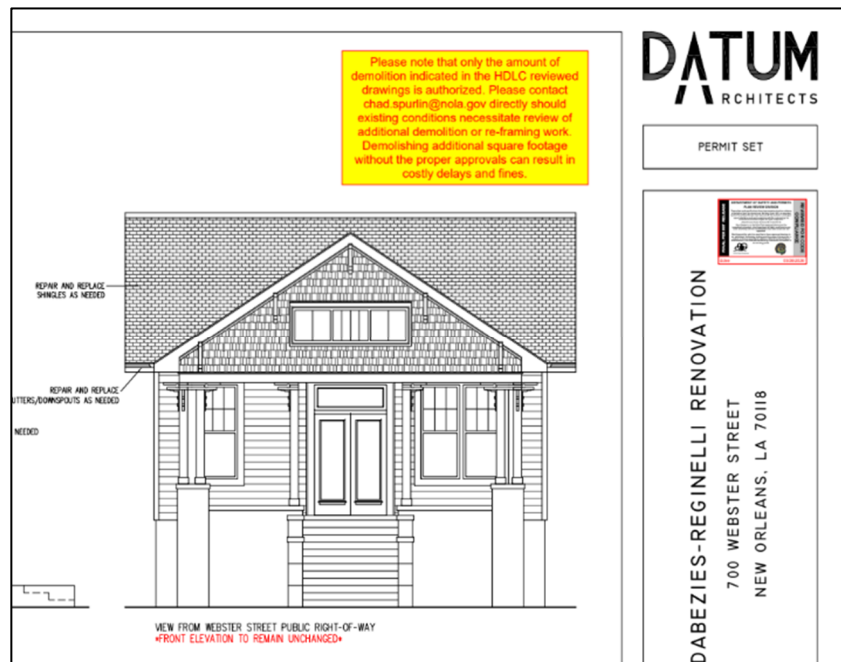 Please note that only the amount of
demolition indicated in the HDLC reviewed
drawings is authorized. Please contact
chad.spurlin@nola.gov directly should
existing conditions necessitate review of
additional demolition or re-framing work.
Demolishing additional square footage
without the proper approvals can result in
costly delays and fines.
DATUM
ARCHITECTS
PERMIT SET
REPAIR AND REPLACE
SHINGLES AS NEEDED
REPAIR AND REPLACE
UTTERS/DOWNSPOUTS AS NEEDED
NEEDED
VIEW FROM WEBSTER STREET PUBLIC RIGHT-OF-WAY
*FRONT ELEVATION TO REMAIN UNCHANGED*
DABEZIES-REGINELLI RENOVATION
700 WEBSTER STREET
NEW ORLEANS, LA 70118